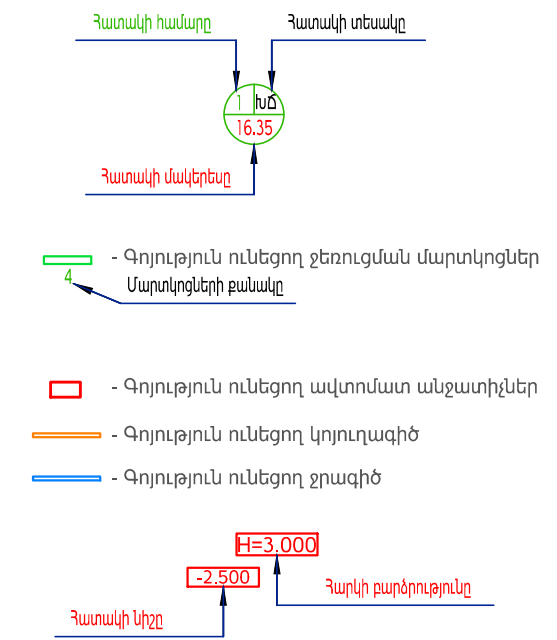 Հատակի համարը
Հատակի տեսակը
1 ԽՃ
16.35
Հատակի մակերեսը
- Գոյություն ունեցող ջեռուցման մարտկոցներ
4
Մարտկոցների քանակը
- Գոյություն ունեցող ավտոմատ անջատիչներ
- Գոյություն ունեցող կոյուղագիծ
- Գոյություն ունեցող ջրագիծ
H=3.000
-2.500
Հարկի բարձրությունը
Հատակի նիշը